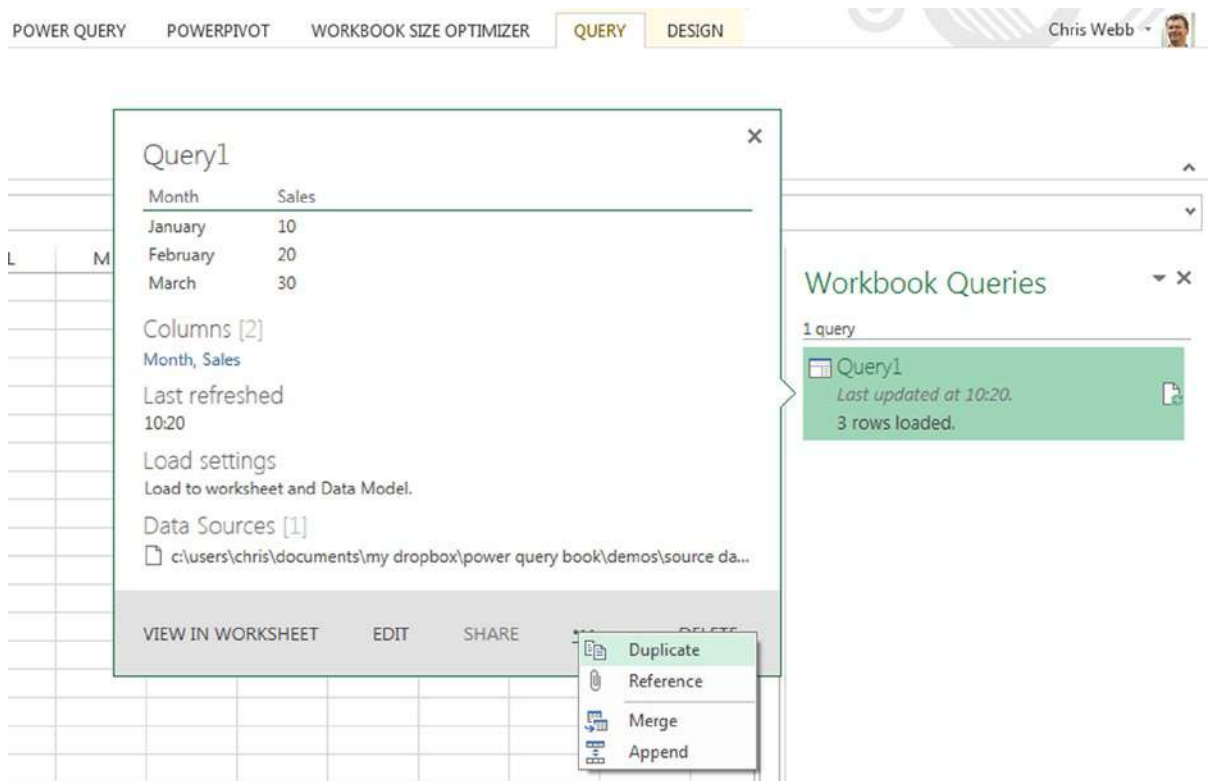 POWER QUERY POWERPIVOT WORKBOOK SIZE OPTIMIZER QUERY DESIGN Chris Webb
Query1
Month Sales
January 10
February 20
March 30
Columns [2]
Month, Sales
Last refreshed
10:20
Load settings
Load to worksheet and Data Model.
Data Sources [1]
c:\users\chris\documents\my dropbox\power query book\demos\source da...
VIEW IN WORKSHEET EDIT SHARE ... DELETE
Duplicate
Reference
Merge
Append
L M
Workbook Queries
1 query
Query1
Last updated at 10:20.
3 rows loaded.